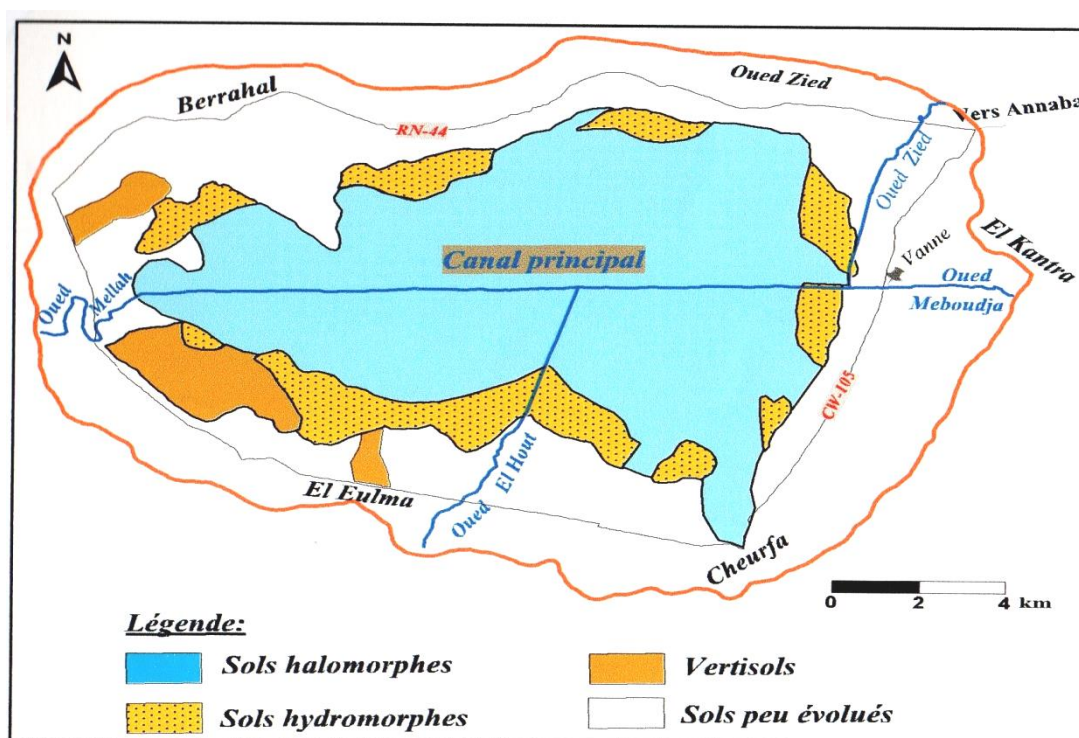 N
Berrahal
Oued Zied
Vers Annaba
RN-44
Oued Zied
El Kantra
Vanne
Canal principal
Oued
Mellah
Oued
Meboudja
CW-105
El Eulma
Oued El Hout
Cheurfa
0 2 4 km
Légende:
Sols halomorphes
Vertisols
Sols hydromorphes
Sols peu évolués